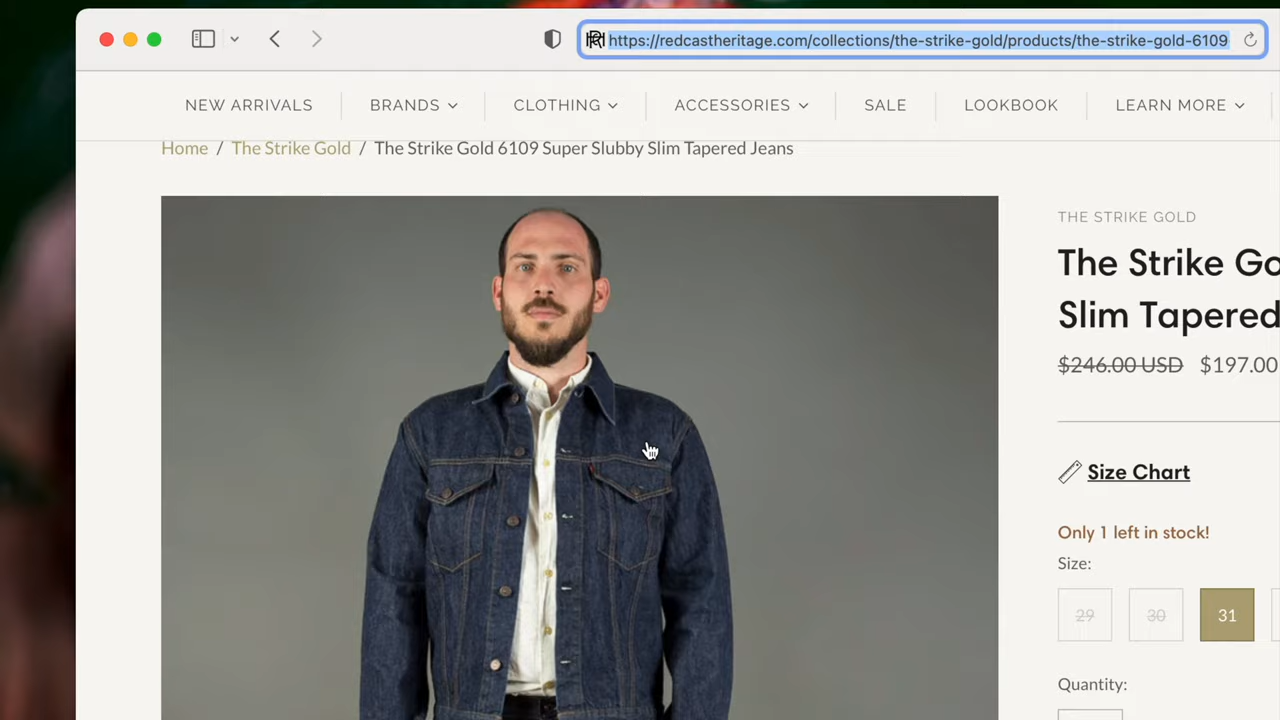 https://redcastheritage.com/collections/the-strike-gold/products/the-strike-gold-6109
NEW ARRIVALS BRANDS CLOTHING ACCESSORIES SALE LOOKBOOK LEARN MORE
Home / The Strike Gold / The Strike Gold 6109 Super Slubby Slim Tapered Jeans
THE STRIKE GOLD
The Strike Go
Slim Tapered
$246.00 USD $197.00
Size Chart
Only 1 left in stock!
Size:
29 30 31
Quantity: